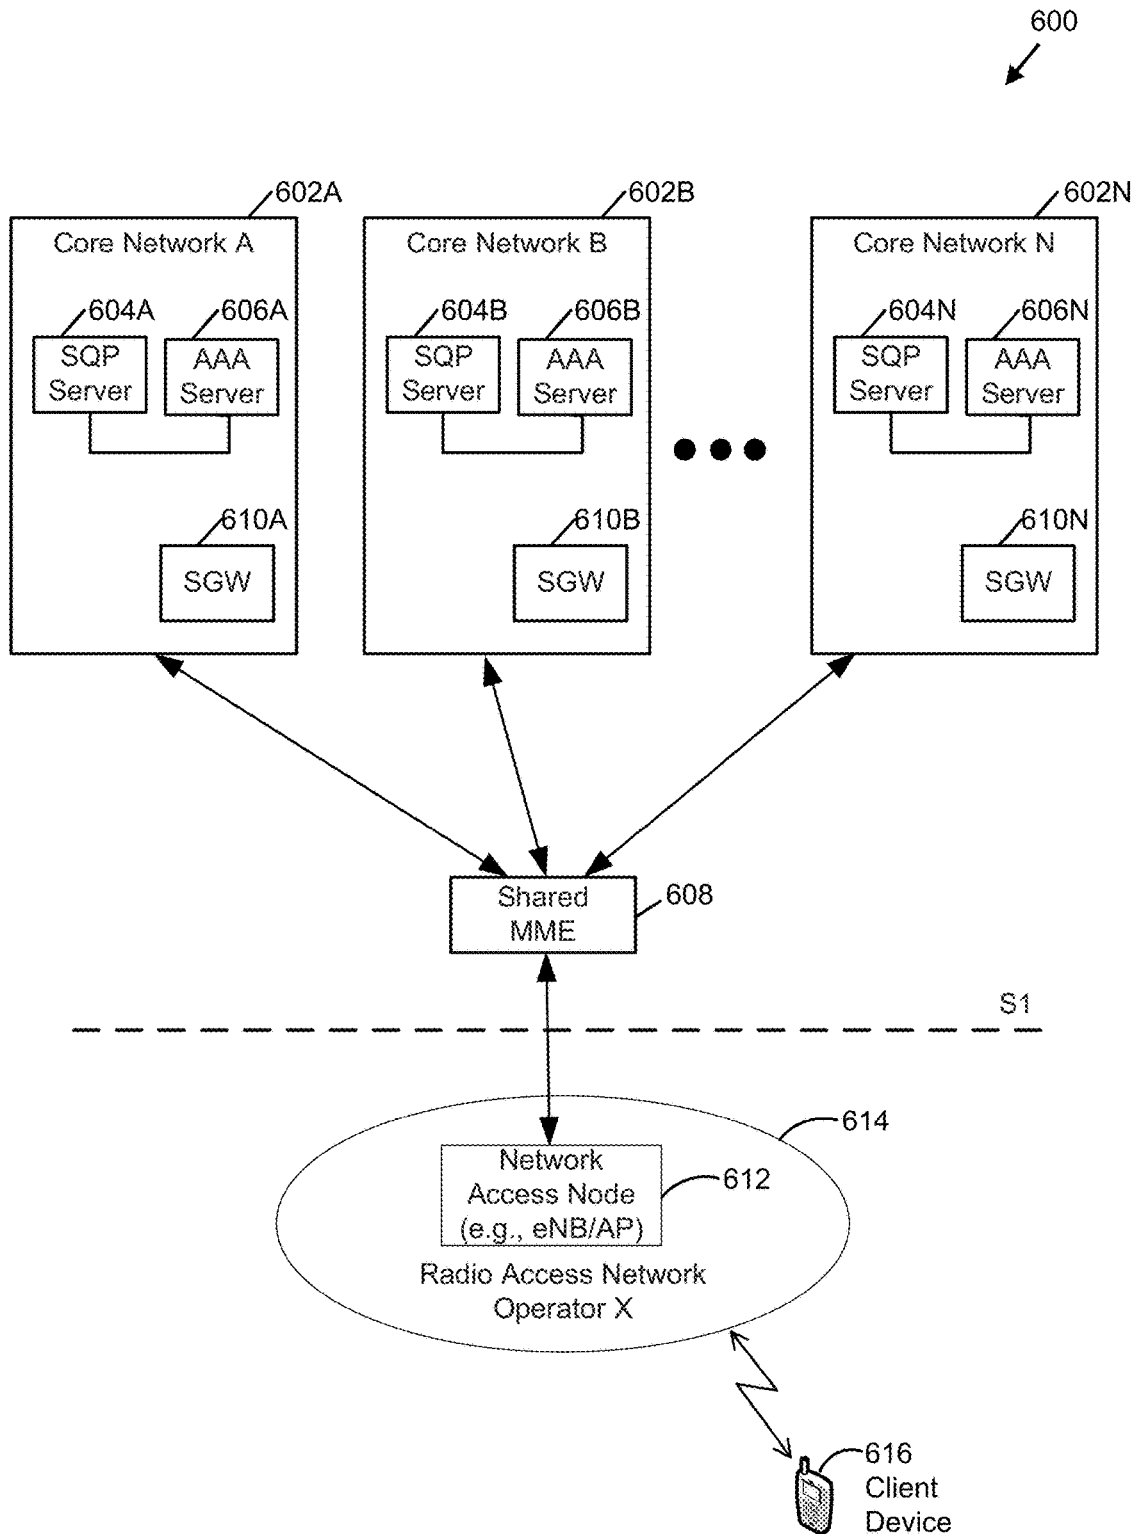 600
602A
602B
602N
Core Network A
Core Network B
Core Network N
604A
606A
604B
606B
604N
606N
SQP
Server
AAA
Server
SQP
Server
AAA
Server
SQP
Server
AAA
Server
610A
610B
610N
SGW
SGW
SGW
Shared
MME
608
S1
614
Network
Access Node
(e.g., eNB/AP)
612
Radio Access Network
Operator X
616
Client
Device